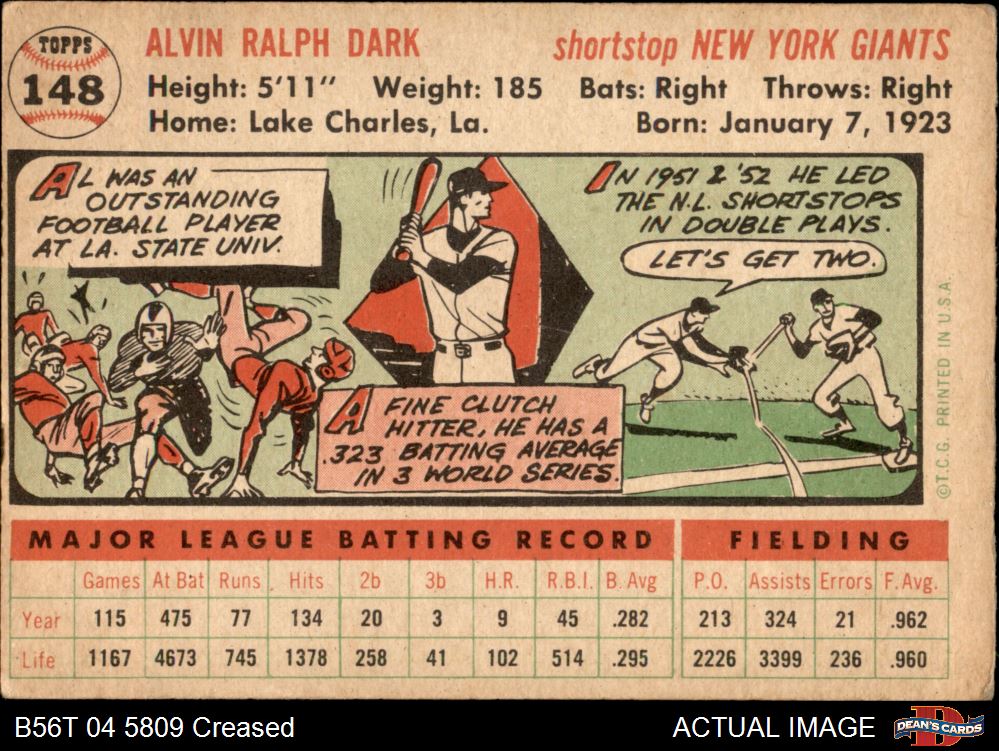 TOPPS
148
ALVIN RALPH DARK
shortstop NEW YORK GIANTS
Height: 5'11" Weight: 185 Bats: Right Throws: Right
Home: Lake Charles, La. Born: January 7, 1923
AL WAS AN
OUTSTANDING
FOOTBALL PLAYER
AT LA. STATE UNIV.
A FINE CLUTCH
HITTER, HE HAS A
.323 BATTING AVERAGE
IN 3 WORLD SERIES.
IN 1951 & '52 HE LED
THE N.L. SHORTSTOPS
IN DOUBLE PLAYS.
LET'S GET TWO.
©T.C.G. PRINTED IN U.S.A.
MAJOR LEAGUE BATTING RECORD FIELDING
Games At Bat Runs Hits 2b 3b H.R. R.B.I. B. Avg P.O. Assists Errors F. Avg.
Year 115 475 77 134 20 3 9 45 .282 213 324 21 .962
Life 1167 4673 745 1378 258 41 102 514 .295 2226 3399 236 .960
B56T 04 5809 Creased
ACTUAL IMAGE
DEAN'S CARDS